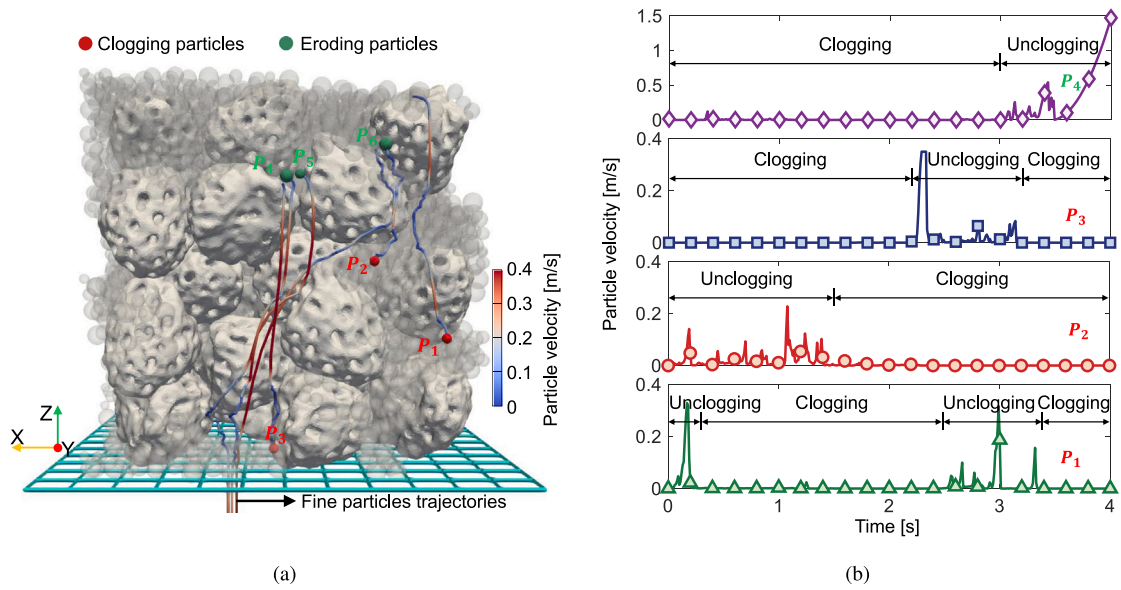 (a)
Clogging particles
Eroding particles
P4
P5
P6
P2
P1
P3
0.4
0.3
0.2
0.1
0
Particle velocity [m/s]
Z
X
Y
Fine particles trajectories
(b)
Particle velocity [m/s]
1.5
1
0.5
0
Clogging
Unclogging
P4
0.4
0.2
0
Clogging
Unclogging
Clogging
P3
0.4
0.2
0
Unclogging
Clogging
P2
0.4
0.2
0
Unclogging
Clogging
Unclogging
Clogging
P1
0
1
2
3
4
Time [s]
(a)
(b)